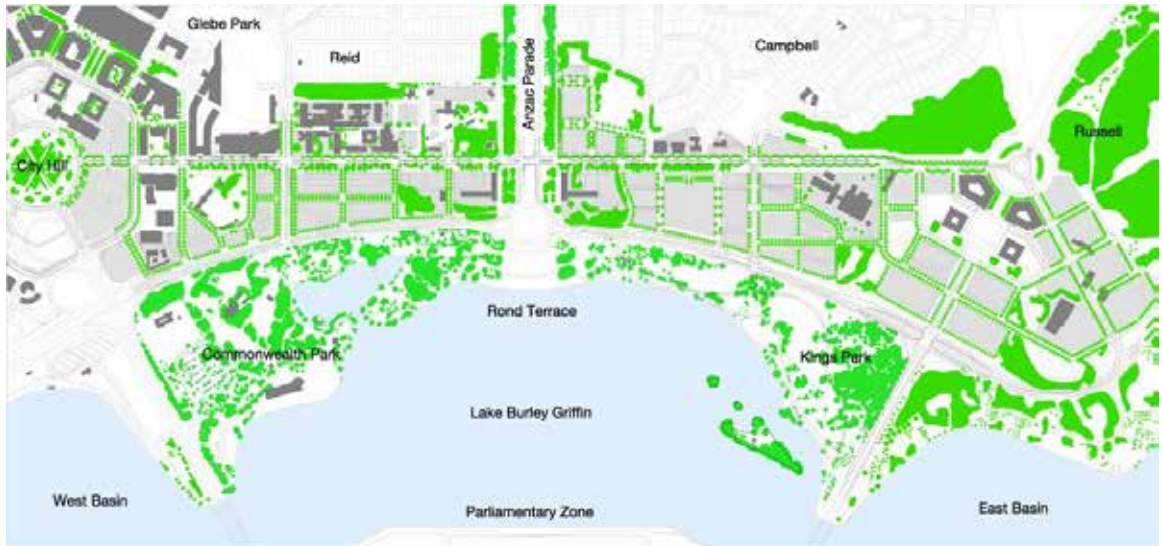 Glebe Park
Reid
Anzac Parade
Campbell
Russell
City Hill
Rond Terrace
Commonwealth Park
Kings Park
Lake Burley Griffin
West Basin
East Basin
Parliamentary Zone